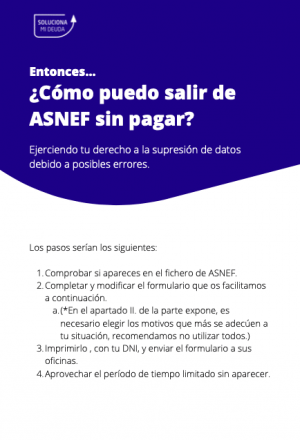 SOLUCIONA
MI DEUDA
Entonces...
¿Cómo puedo salir de
ASNEF sin pagar?
Ejerciendo tu derecho a la supresión de datos
debido a posibles errores.
Los pasos serían los siguientes:
1. Comprobar si apareces en el fichero de ASNEF.
2. Completar y modificar el formulario que os facilitamos
a continuación.
a. (*En el apartado II. de la parte expone, es
necesario elegir los motivos que más se adecúen a
tu situación, recomendamos no utilizar todos.)
3. Imprimirlo , con tu DNI, y enviar el formulario a sus
oficinas.
4. Aprovechar el período de tiempo limitado sin aparecer.